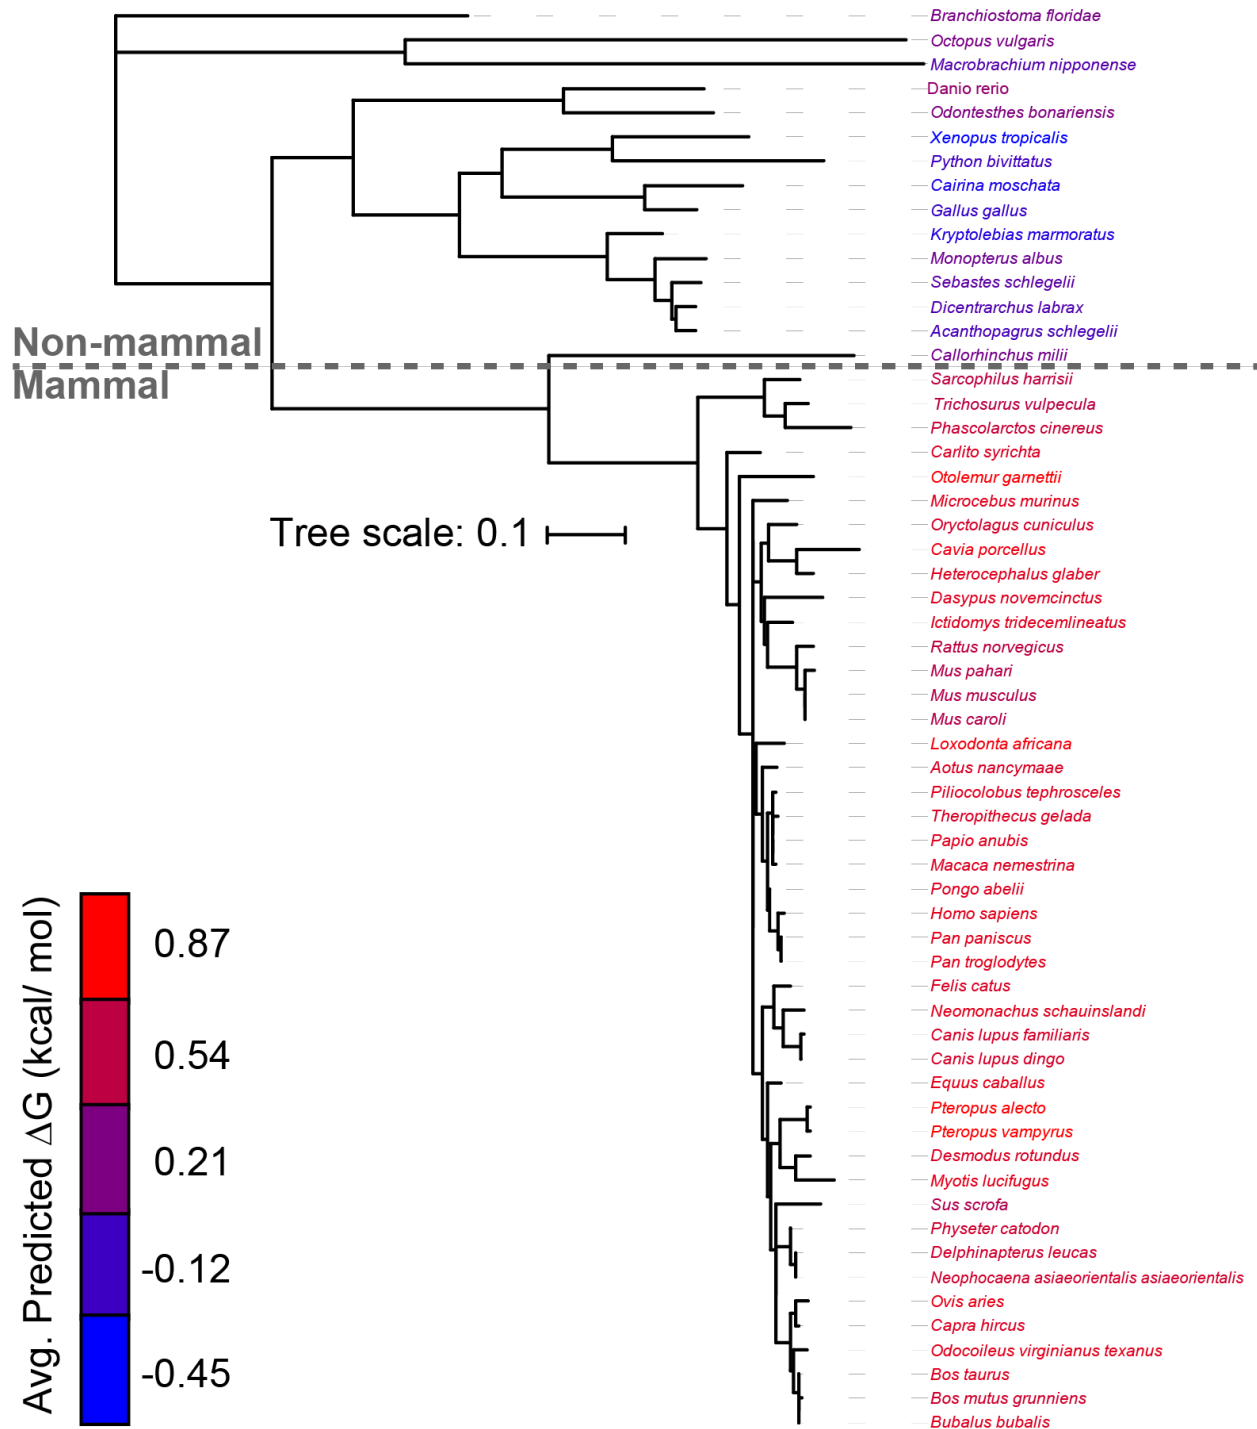 Branchiostoma floridae
Octopus vulgaris
Macrobrachium nipponense
Danio rerio
Odontesthes bonariensis
Xenopus tropicalis
Python bivittatus
Cairina moschata
Gallus gallus
Kryptolebias marmoratus
Monopterus albus
Sebastes schlegelii
Dicentrarchus labrax
Acanthopagrus schlegelii
Non-mammal
Callorhinchus milii
Mammal
Sarcophilus harrisii
Trichosurus vulpecula
Phascolarctos cinereus
Carlito syrichta
Otolemur garnettii
Microcebus murinus
Oryctolagus cuniculus
Tree scale: 0.1
Cavia porcellus
Heterocephalus glaber
Dasypus novemcinctus
Ictidomys tridecemlineatus
Rattus norvegicus
Mus pahari
Mus musculus
Mus caroli
Loxodonta africana
Aotus nancymaae
Piliocolobus tephrosceles
Theropithecus gelada
Papio anubis
Macaca nemestrina
Pongo abelii
Homo sapiens
Pan paniscus
Pan troglodytes
Felis catus
Neomonachus schauinslandi
Canis lupus familiaris
Canis lupus dingo
Equus caballus
Pteropus alecto
Pteropus vampyrus
Desmodus rotundus
Myotis lucifugus
Sus scrofa
Physeter catodon
Delphinapterus leucas
Neophocaena asiaeorientalis asiaeorientalis
Ovis aries
Capra hircus
Odocoileus virginianus texanus
Bos taurus
Bos mutus grunniens
Bubalus bubalis
Avg. Predicted ΔG (kcal/ mol)
0.87
0.54
0.21
-0.12
-0.45